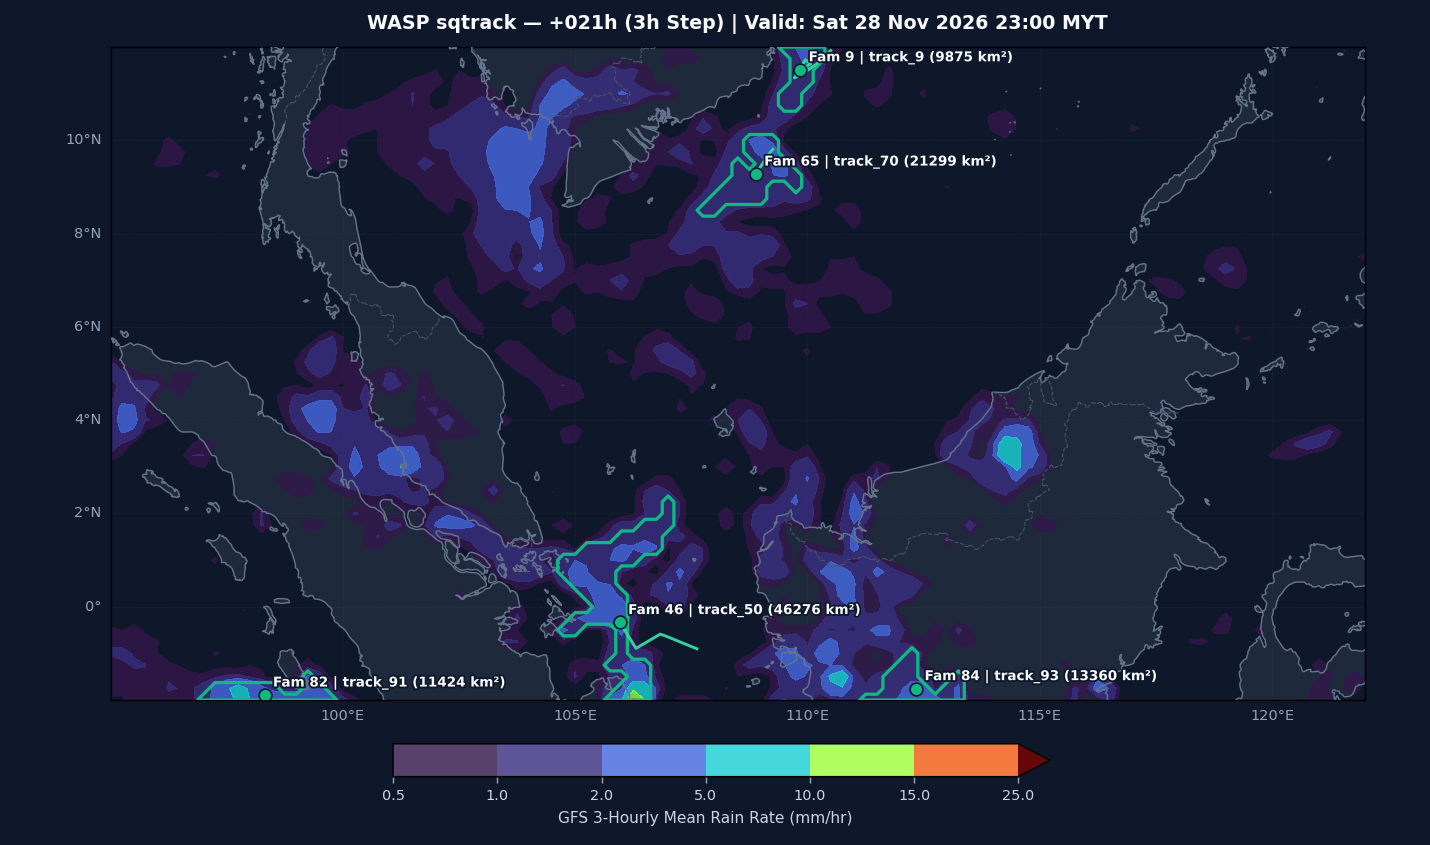 WASP sqtrack — +021h (3h Step) | Valid: Sat 28 Nov 2026 23:00 MYT
Fam 9 | track_9 (9875 km²)
10°N
Fam 65 | track_70 (21299 km²)
8°N
6°N
4°N
2°N
0°
Fam 46 | track_50 (46276 km²)
Fam 84 | track_93 (13360 km²)
Fam 82 | track_91 (11424 km²)
100°E 105°E 110°E 115°E 120°E
0.5 1.0 2.0 5.0 10.0 15.0 25.0
GFS 3-Hourly Mean Rain Rate (mm/hr)